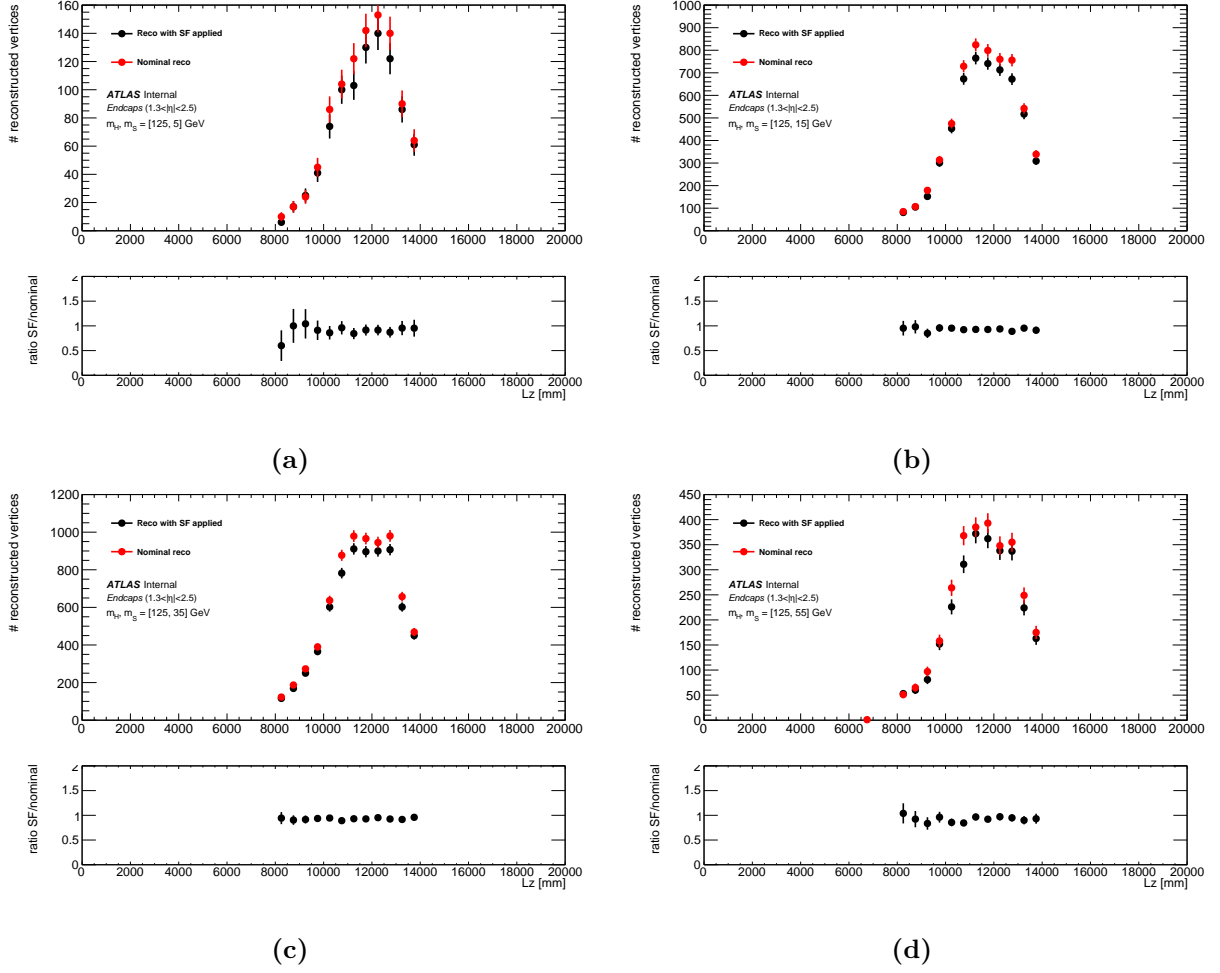 # reconstructed vertices
160
140
120
100
80
60
40
20
0
Reco with SF applied
Nominal reco
ATLAS Internal
Endcaps (1.3<|η|<2.5)
m_H, m_S = [125, 5] GeV
0 2000 4000 6000 8000 10000 12000 14000 16000 18000 20000
ratio SF/nominal
2
1.5
1
0.5
0
0 2000 4000 6000 8000 10000 12000 14000 16000 18000 20000
Lz [mm]
(a)
# reconstructed vertices
1000
900
800
700
600
500
400
300
200
100
0
Reco with SF applied
Nominal reco
ATLAS Internal
Endcaps (1.3<|η|<2.5)
m_H, m_S = [125, 15] GeV
0 2000 4000 6000 8000 10000 12000 14000 16000 18000 20000
ratio SF/nominal
2
1.5
1
0.5
0
0 2000 4000 6000 8000 10000 12000 14000 16000 18000 20000
Lz [mm]
(b)
# reconstructed vertices
1200
1000
800
600
400
200
0
Reco with SF applied
Nominal reco
ATLAS Internal
Endcaps (1.3<|η|<2.5)
m_H, m_S = [125, 35] GeV
0 2000 4000 6000 8000 10000 12000 14000 16000 18000 20000
ratio SF/nominal
2
1.5
1
0.5
0
0 2000 4000 6000 8000 10000 12000 14000 16000 18000 20000
Lz [mm]
(c)
# reconstructed vertices
450
400
350
300
250
200
150
100
50
0
Reco with SF applied
Nominal reco
ATLAS Internal
Endcaps (1.3<|η|<2.5)
m_H, m_S = [125, 55] GeV
0 2000 4000 6000 8000 10000 12000 14000 16000 18000 20000
ratio SF/nominal
2
1.5
1
0.5
0
0 2000 4000 6000 8000 10000 12000 14000 16000 18000 20000
Lz [mm]
(d)